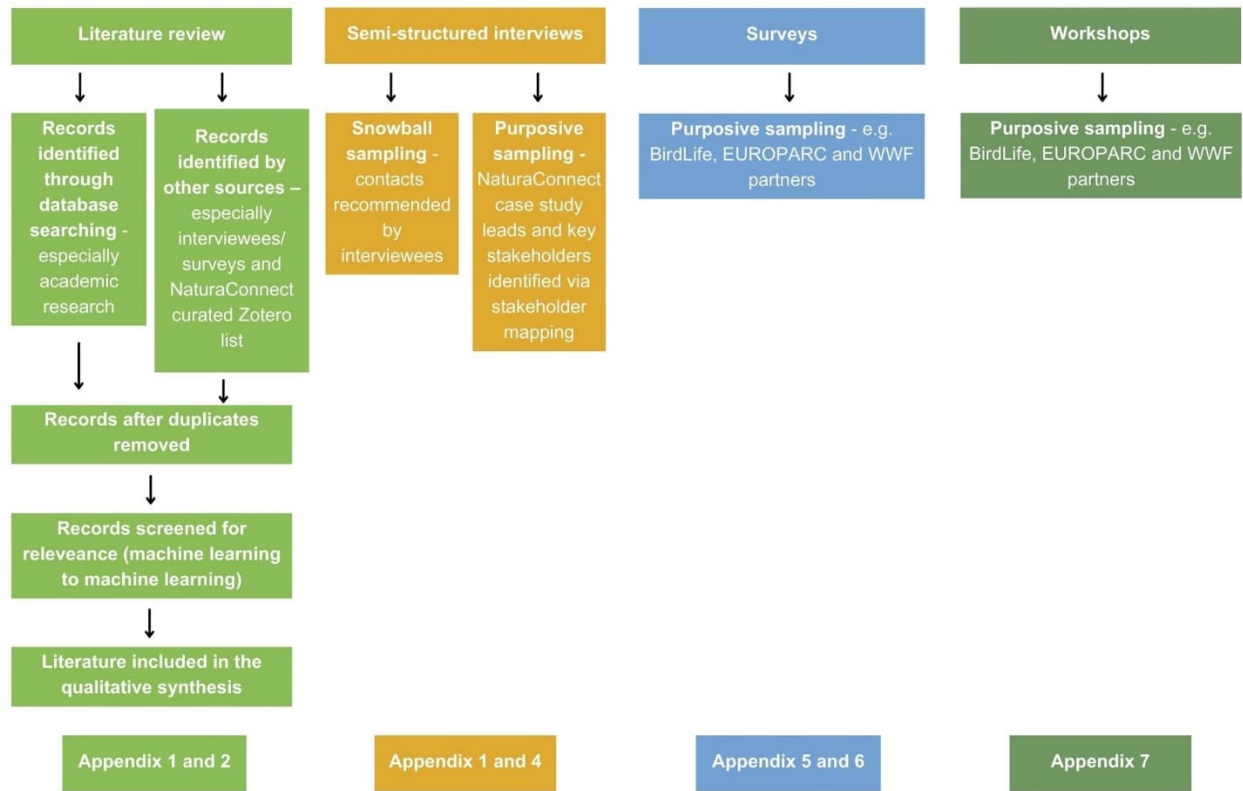 Literature review
Records
identified
through
database
searching -
especially
academic
research
Records
identified by
other sources –
especially
interviewees/
surveys and
NaturaConnect
curated Zotero
list
Records after duplicates
removed
Records screened for
releveance (machine learning
to machine learning)
Literature included in the
qualitative synthesis
Appendix 1 and 2
Semi-structured interviews
Snowball
sampling -
contacts
recommended
by
interviewees
Purposive
sampling -
NaturaConnect
case study
leads and key
stakeholders
identified via
stakeholder
mapping
Appendix 1 and 4
Surveys
Purposive sampling - e.g.
BirdLife, EUROPARC and WWF
partners
Appendix 5 and 6
Workshops
Purposive sampling - e.g.
BirdLife, EUROPARC and WWF
partners
Appendix 7